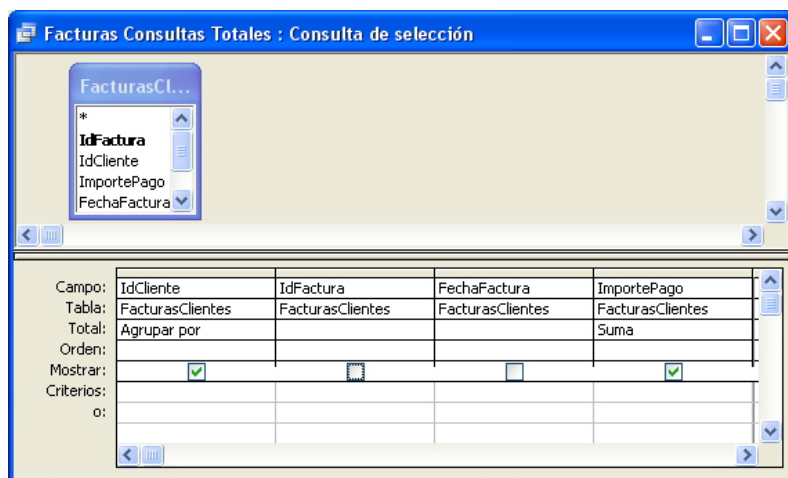 Facturas Consultas Totales : Consulta de selección
FacturasCl...
*
IdFactura
IdCliente
ImportePago
FechaFactura
Campo: IdCliente IdFactura FechaFactura ImportePago
Tabla: FacturasClientes FacturasClientes FacturasClientes FacturasClientes
Total: Agrupar por Suma
Orden:
Mostrar:
Criterios:
o: